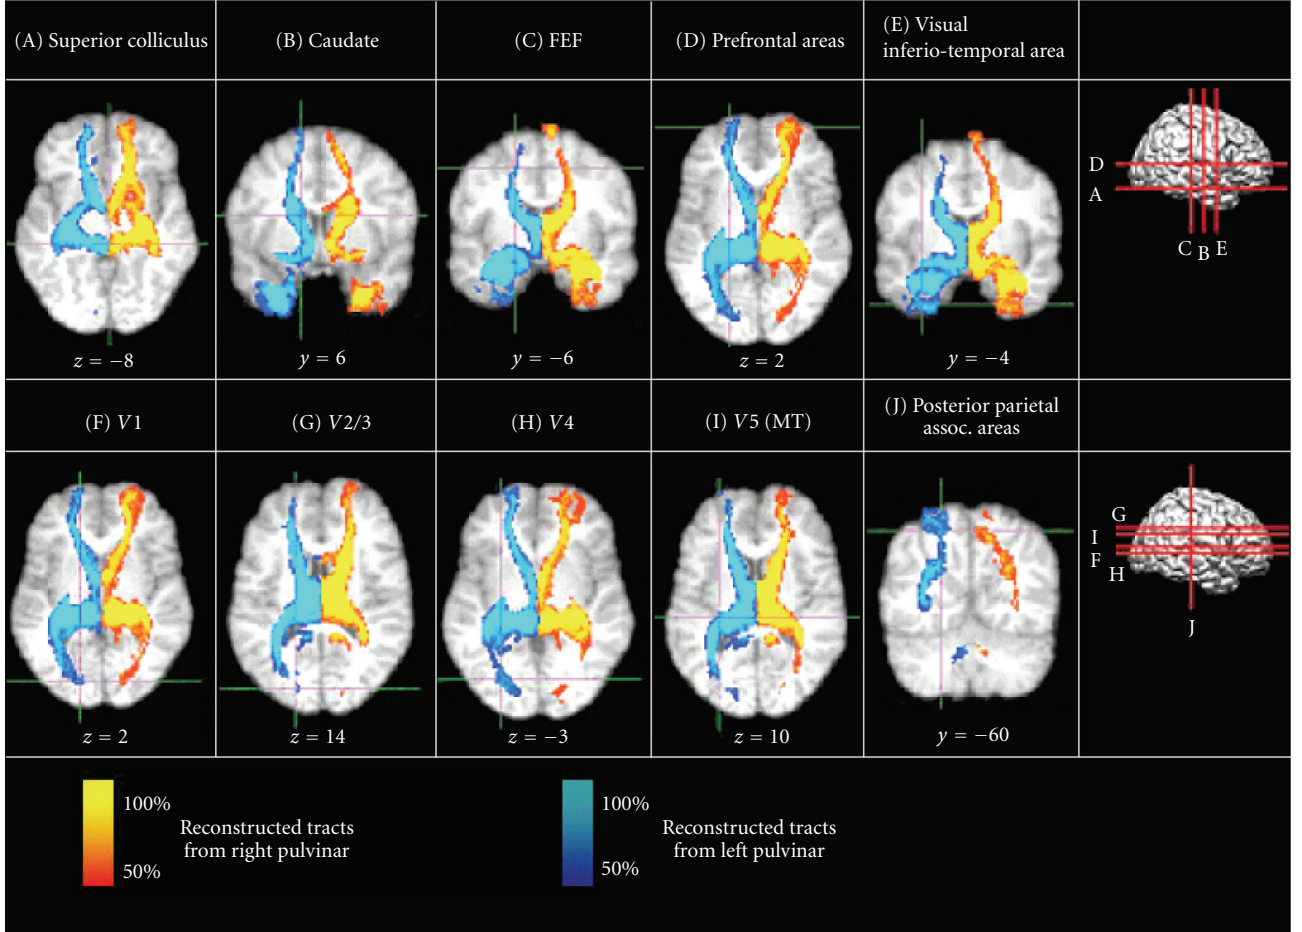 (A) Superior colliculus
(B) Caudate
(C) FEF
(D) Prefrontal areas
(E) Visual
inferio-temporal area
D
A
C B E
z = −8
y = 6
y = −6
z = 2
y = −4
(F) V1
(G) V2/3
(H) V4
(I) V5 (MT)
(J) Posterior parietal
assoc. areas
G
I
F
H
J
z = 2
z = 14
z = −3
z = 10
y = −60
100%
50%
Reconstructed tracts
from right pulvinar
100%
50%
Reconstructed tracts
from left pulvinar